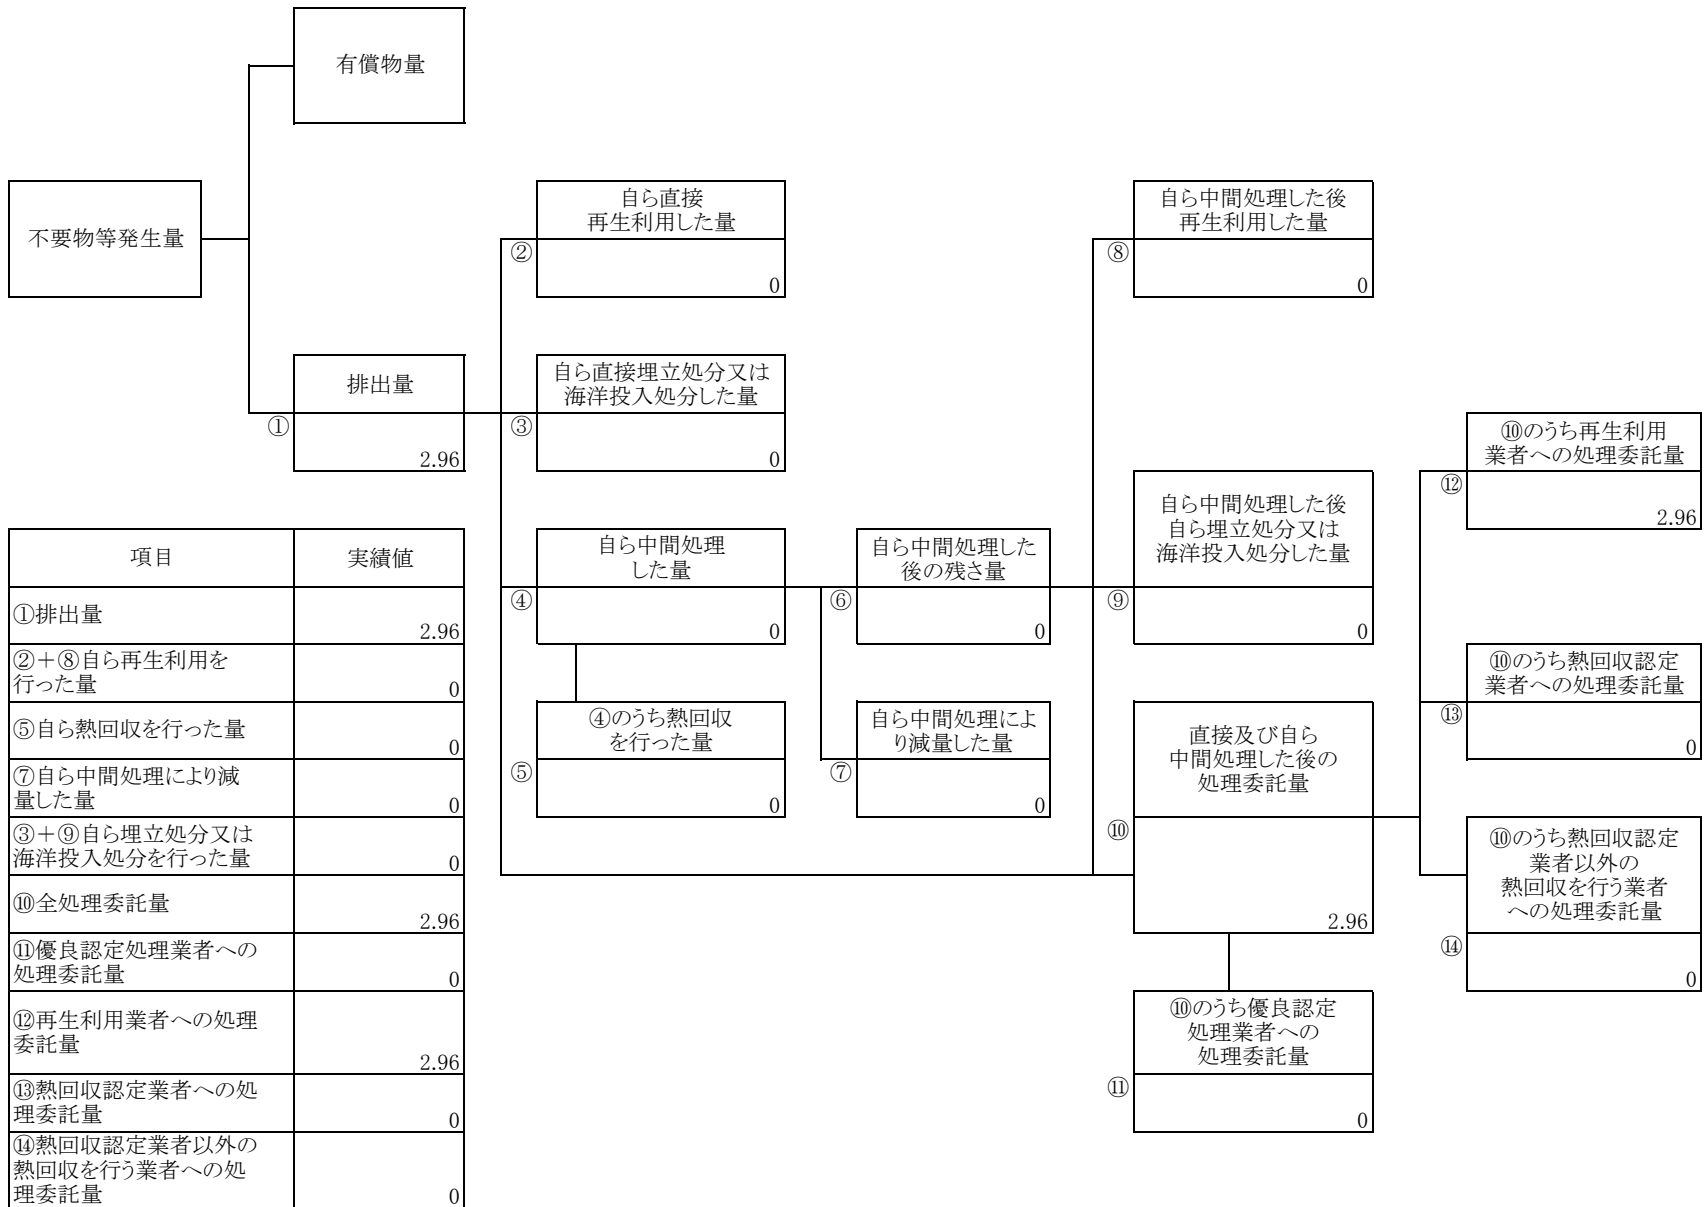 有償物量
不要物等発生量
自ら直接
再生利用した量
②
0
自ら中間処理した後
再生利用した量
⑧
0
排出量
①
2.96
自ら直接埋立処分又は
海洋投入処分した量
③
0
⑩のうち再生利用
業者への処理委託量
⑫
2.96
自ら中間処理
した量
④
0
自ら中間処理した
後の残さ量
⑥
0
自ら中間処理した後
自ら埋立処分又は
海洋投入処分した量
⑨
0
⑩のうち熱回収認定
業者への処理委託量
⑬
0
④のうち熱回収
を行った量
⑤
0
自ら中間処理によ
り減量した量
⑦
0
直接及び自ら
中間処理した後の
処理委託量
⑩
2.96
⑩のうち熱回収認定
業者以外の
熱回収を行う業者
への処理委託量
⑭
0
⑩のうち優良認定
処理業者への
処理委託量
⑪
0
項目 実績値
①排出量
2.96
②+⑧自ら再生利用を
行った量
0
⑤自ら熱回収を行った量
0
⑦自ら中間処理により減
量した量
0
③+⑨自ら埋立処分又は
海洋投入処分を行った量
0
⑩全処理委託量
2.96
⑪優良認定処理業者への
処理委託量
0
⑫再生利用業者への処理
委託量
2.96
⑬熱回収認定業者への処
理委託量
0
⑭熱回収認定業者以外の
熱回収を行う業者への処
理委託量
0